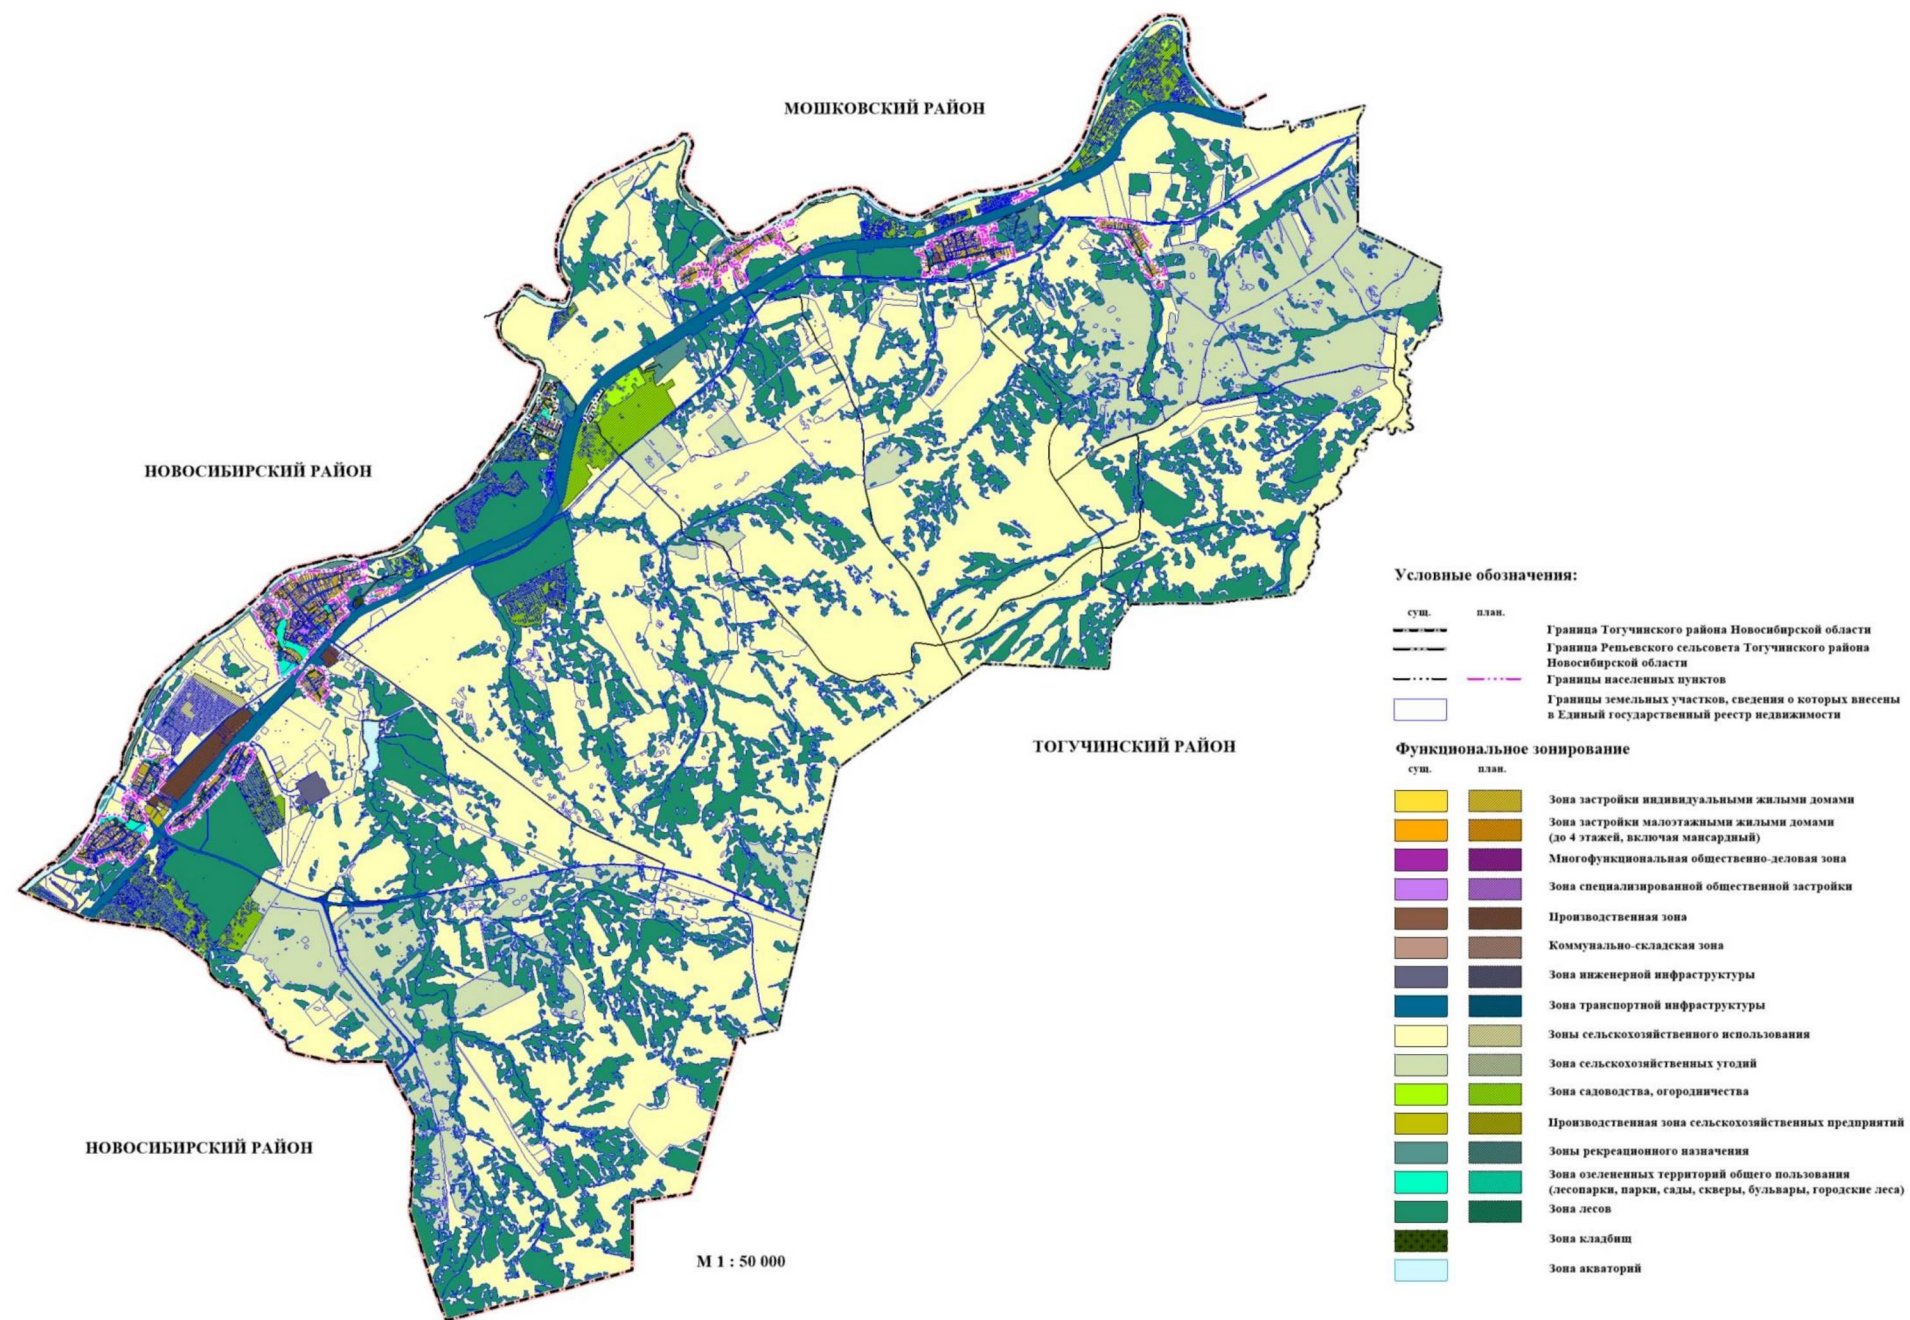 МОШКОВСКИЙ РАЙОН
НОВОСИБИРСКИЙ РАЙОН
ТОГУЧИНСКИЙ РАЙОН
НОВОСИБИРСКИЙ РАЙОН
М 1 : 50 000
Условные обозначения:
сущ. план.
Граница Тогучинского района Новосибирской области
Граница Репьевского сельсовета Тогучинского района
Новосибирской области
Границы населенных пунктов
Границы земельных участков, сведения о которых внесены
в Единый государственный реестр недвижимости
Функциональное зонирование
сущ. план.
Зона застройки индивидуальными жилыми домами
Зона застройки малоэтажными жилыми домами
(до 4 этажей, включая мансардный)
Многофункциональная общественно-деловая зона
Зона специализированной общественной застройки
Производственная зона
Коммунально-складская зона
Зона инженерной инфраструктуры
Зона транспортной инфраструктуры
Зоны сельскохозяйственного использования
Зона сельскохозяйственных угодий
Зона садоводства, огородничества
Производственная зона сельскохозяйственных предприятий
Зоны рекреационного назначения
Зона озелененных территорий общего пользования
(лесопарки, парки, сады, скверы, бульвары, городские леса)
Зона лесов
Зона кладбищ
Зона акваторий